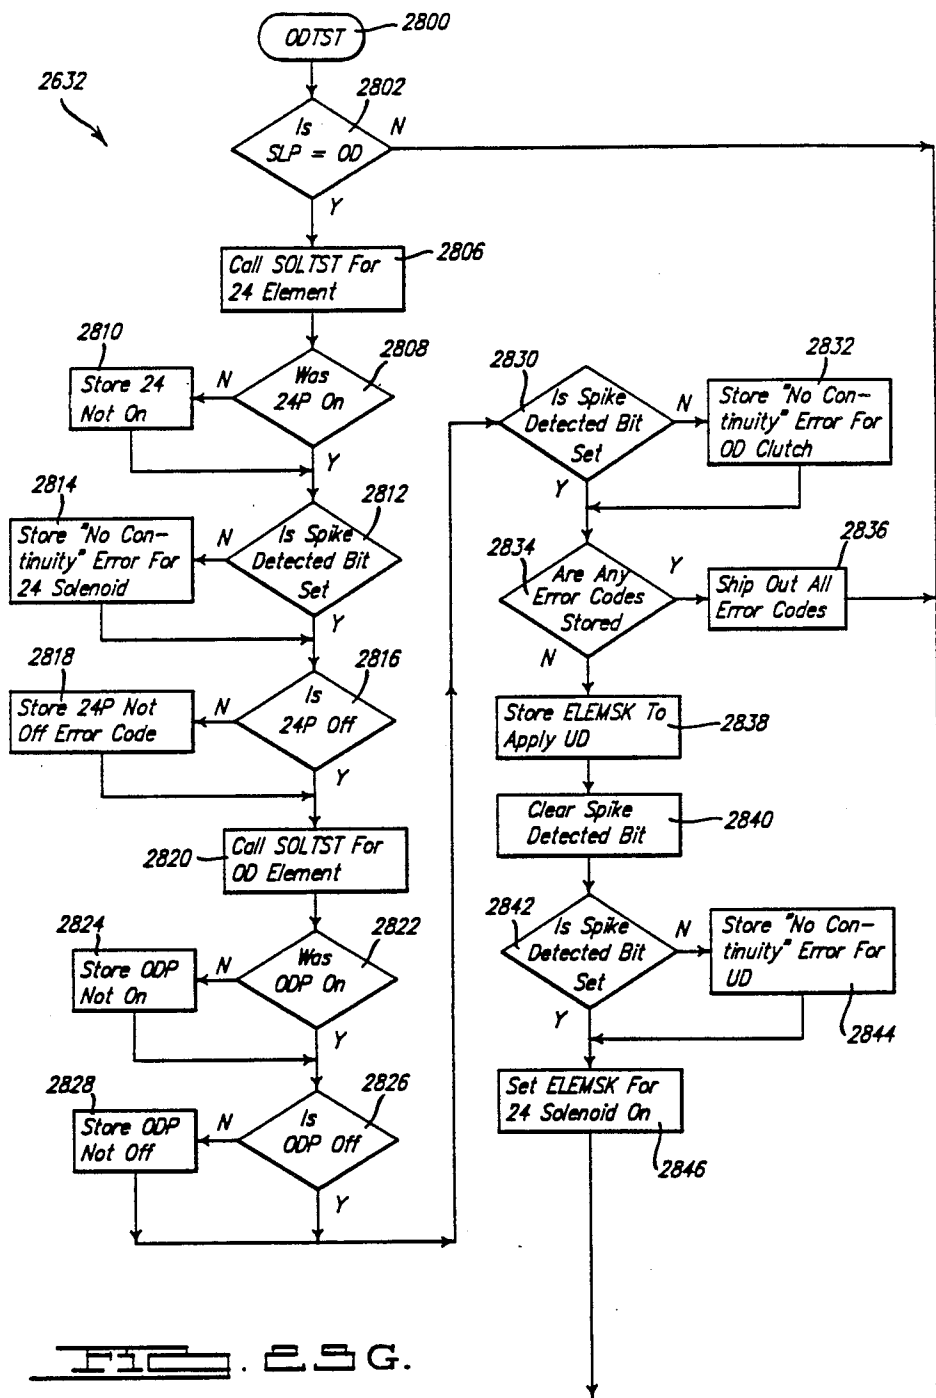 ODTST
2800
2632
2802
Is
SLP = OD
N
Y
Call SOLTST For
24 Element
2806
2810
Store 24
Not On
N
Was
24P On
2808
Y
2814
Store "No Con-
tinuity" Error For
24 Solenoid
N
Is Spike
Detected Bit
Set
2812
Y
2818
Store 24P Not
Off Error Code
N
Is
24P Off
2816
Y
2820
Call SOLTST For
OD Element
2824
Store ODP
Not On
N
Was
ODP On
2822
Y
2828
Store ODP
Not Off
N
Is
ODP Off
2826
Y
2830
Is Spike
Detected Bit
Set
N
Y
2832
Store "No Con-
tinuity" Error For
OD Clutch
2834
Are Any
Error Codes
Stored
Y
N
2836
Ship Out All
Error Codes
Store ELEMSK To
Apply UD
2838
Clear Spike
Detected Bit
2840
2842
Is Spike
Detected Bit
Set
N
Y
Store "No Con-
tinuity" Error For
UD
2844
Set ELEMSK For
24 Solenoid On
2846
G.